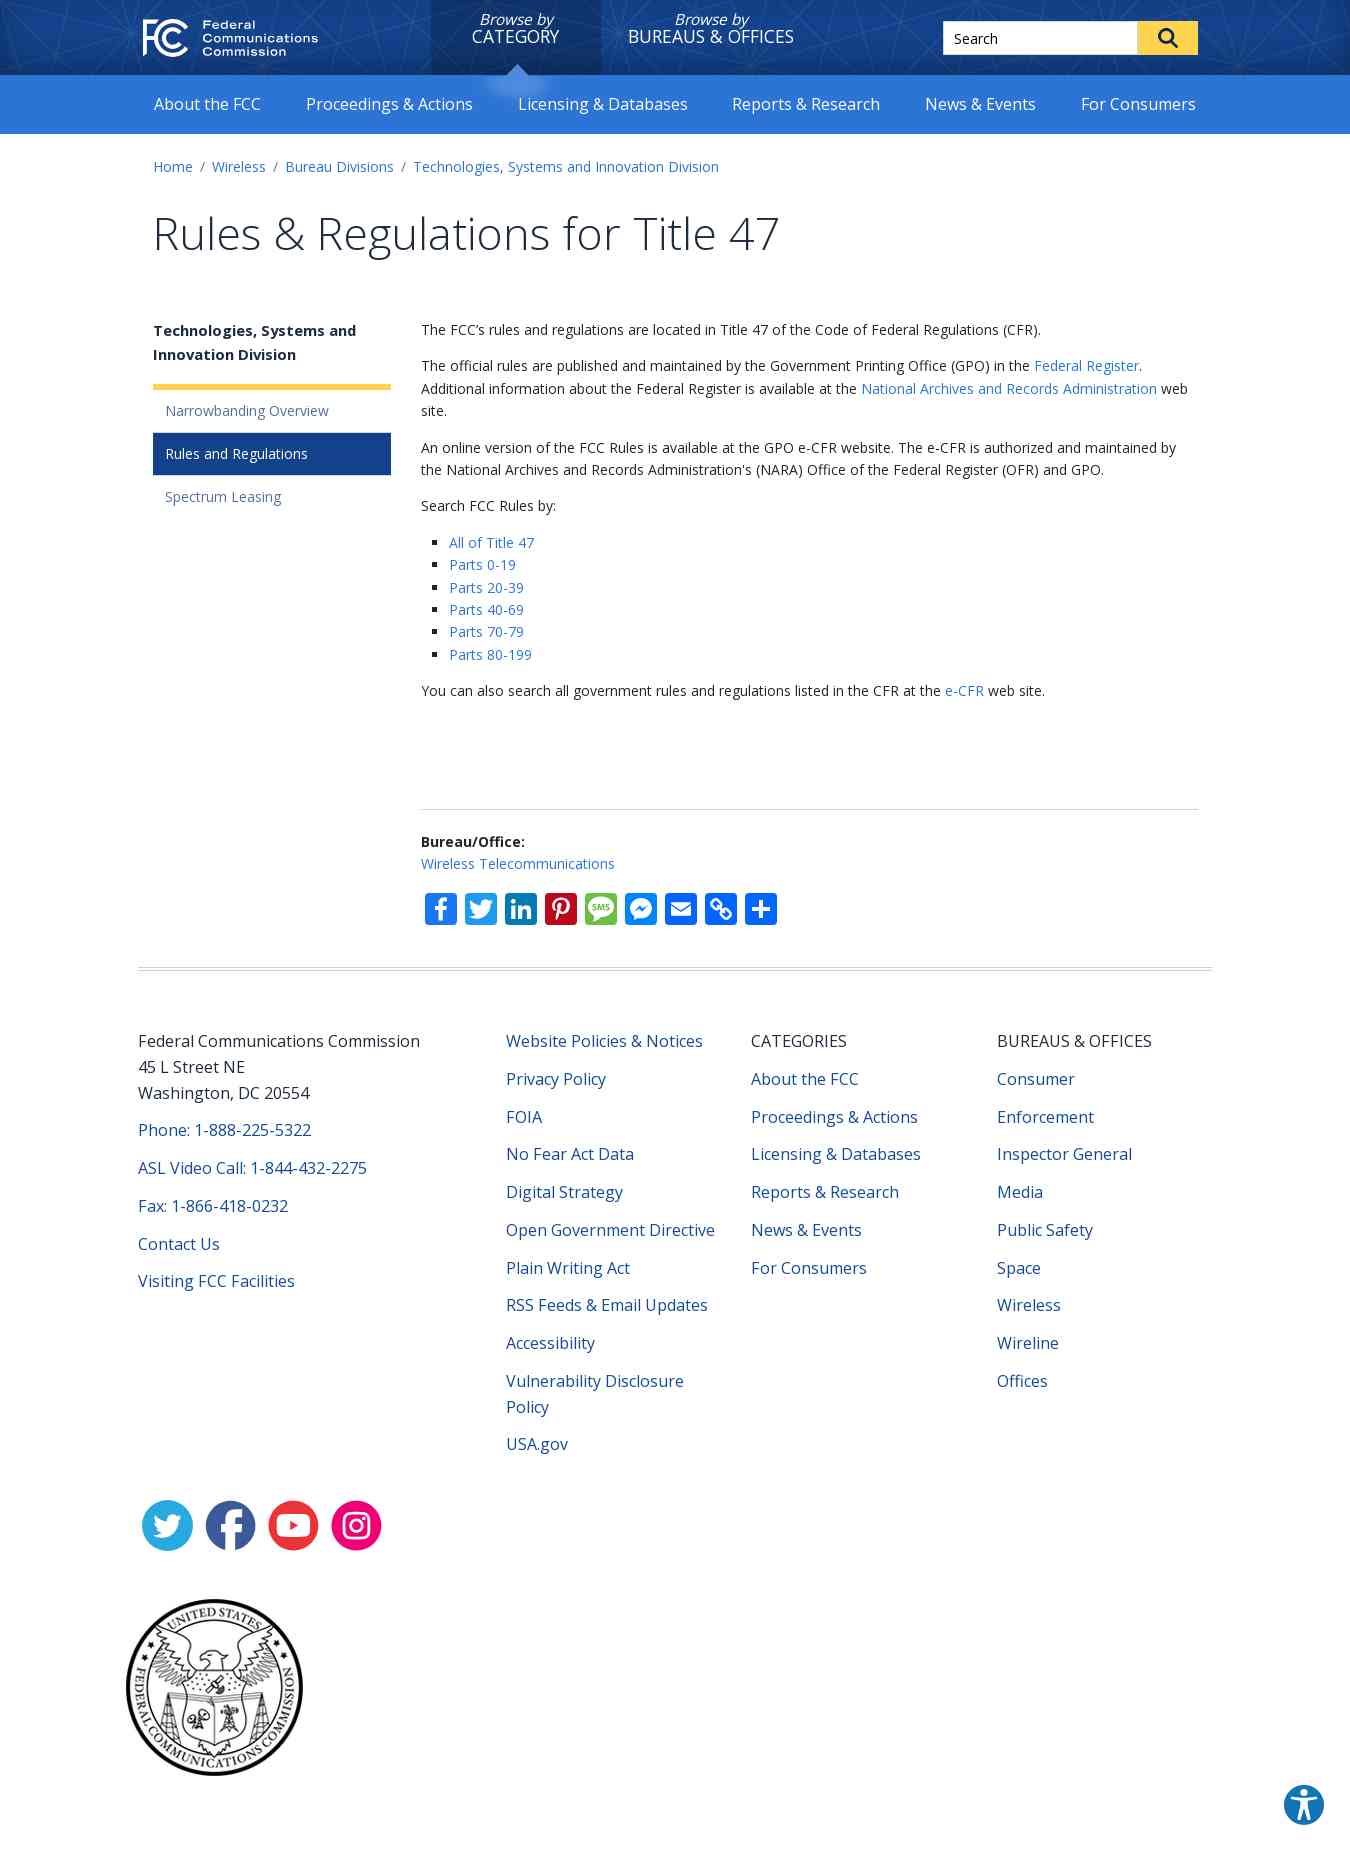 Federal
Communications
Commission
Browse by
CATEGORY
Browse by
BUREAUS & OFFICES
Search
About the FCC
Proceedings & Actions
Licensing & Databases
Reports & Research
News & Events
For Consumers
Home / Wireless / Bureau Divisions / Technologies, Systems and Innovation Division
Rules & Regulations for Title 47
Technologies, Systems and
Innovation Division
Narrowbanding Overview
Rules and Regulations
Spectrum Leasing
The FCC’s rules and regulations are located in Title 47 of the Code of Federal Regulations (CFR).
The official rules are published and maintained by the Government Printing Office (GPO) in the Federal Register.
Additional information about the Federal Register is available at the National Archives and Records Administration web
site.
An online version of the FCC Rules is available at the GPO e-CFR website. The e-CFR is authorized and maintained by
the National Archives and Records Administration's (NARA) Office of the Federal Register (OFR) and GPO.
Search FCC Rules by:
All of Title 47
Parts 0-19
Parts 20-39
Parts 40-69
Parts 70-79
Parts 80-199
You can also search all government rules and regulations listed in the CFR at the e-CFR web site.
Bureau/Office:
Wireless Telecommunications
SMS
Federal Communications Commission
45 L Street NE
Washington, DC 20554
Phone: 1-888-225-5322
ASL Video Call: 1-844-432-2275
Fax: 1-866-418-0232
Contact Us
Visiting FCC Facilities
Website Policies & Notices
Privacy Policy
FOIA
No Fear Act Data
Digital Strategy
Open Government Directive
Plain Writing Act
RSS Feeds & Email Updates
Accessibility
Vulnerability Disclosure
Policy
USA.gov
CATEGORIES
About the FCC
Proceedings & Actions
Licensing & Databases
Reports & Research
News & Events
For Consumers
BUREAUS & OFFICES
Consumer
Enforcement
Inspector General
Media
Public Safety
Space
Wireless
Wireline
Offices
UNITED STATES
FEDERAL COMMUNICATIONS COMMISSION